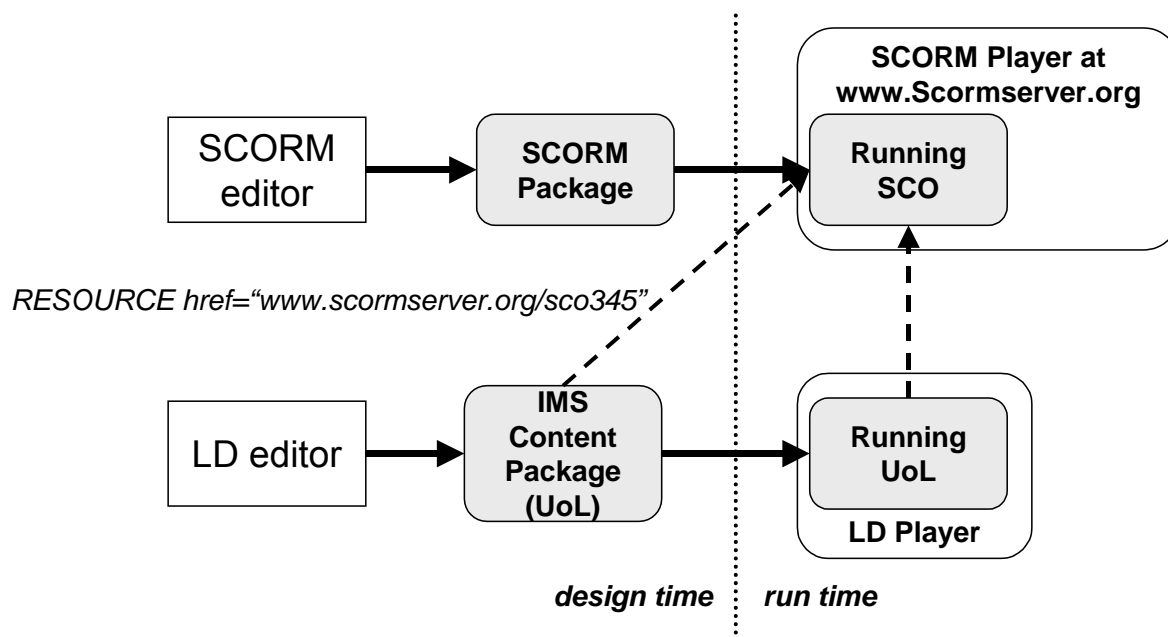 SCORM Player at
www.Scormserver.org
SCORM
editor
SCORM
Package
Running
SCO
RESOURCE href=“www.scormserver.org/sco345”
LD editor
IMS
Content
Package
(UoL)
Running
UoL
LD Player
design time
run time